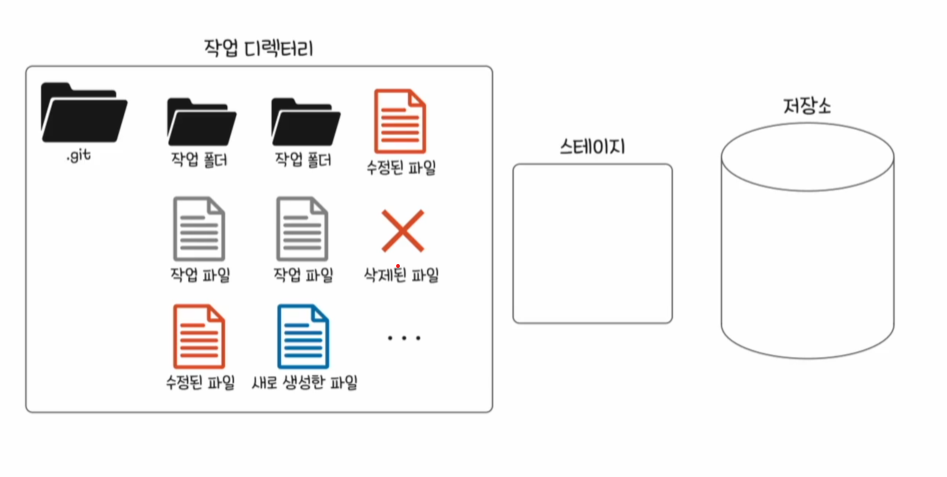 작업 디렉터리
.git
작업 폴더
작업 폴더
수정된 파일
작업 파일
작업 파일
삭제된 파일
수정된 파일
새로 생성한 파일
...
스테이지
저장소